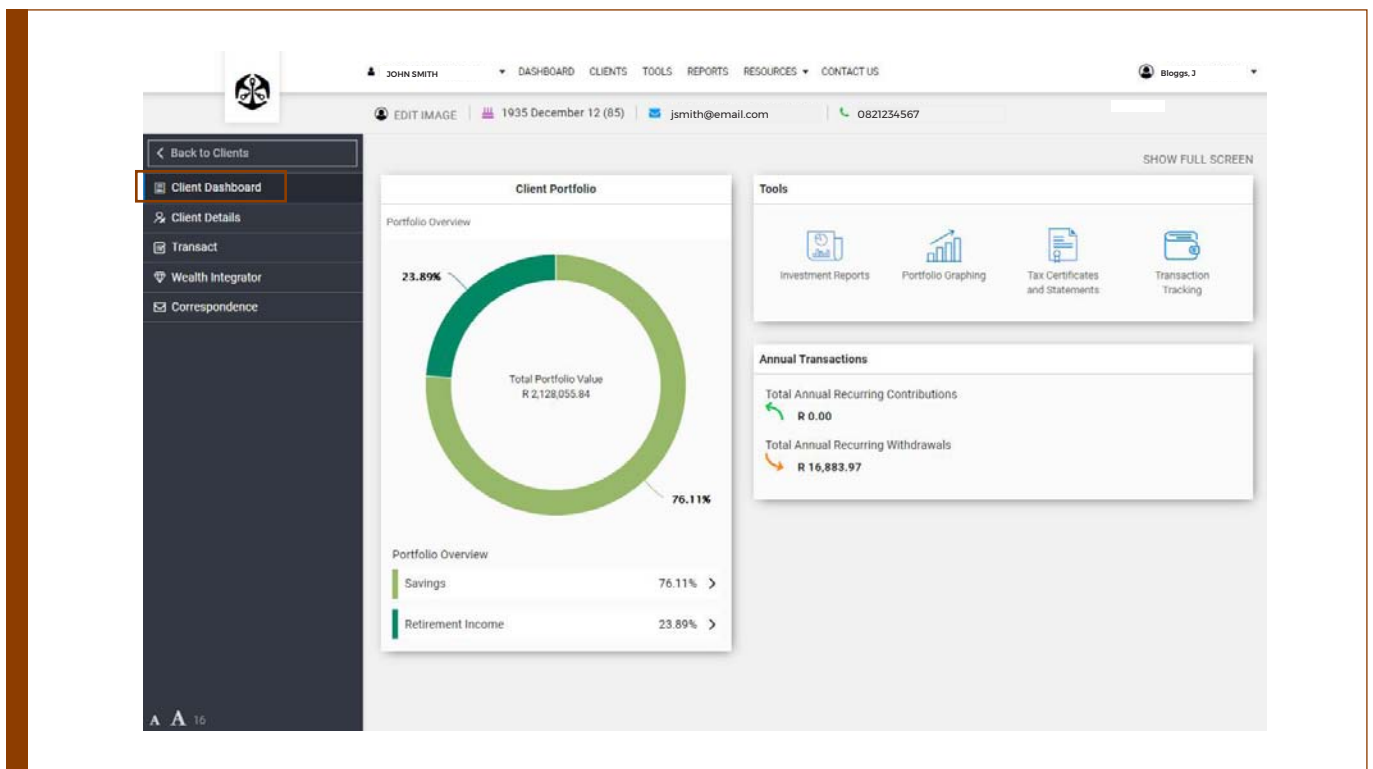 JOHN SMITH DASHBOARD CLIENTS TOOLS REPORTS RESOURCES CONTACT US Bloggs, J
EDIT IMAGE 1935 December 12 (85) jsmith@email.com 0821234567
Back to Clients
SHOW FULL SCREEN
Client Dashboard
Client Details
Transact
Wealth Integrator
Correspondence
Client Portfolio
Portfolio Overview
23.89%
Total Portfolio Value
R 2,128,055.84
76.11%
Portfolio Overview
Savings 76.11%
Retirement Income 23.89%
Tools
Investment Reports
Portfolio Graphing
Tax Certificates
and Statements
Transaction
Tracking
Annual Transactions
Total Annual Recurring Contributions
R 0.00
Total Annual Recurring Withdrawals
R 16,883.97
A A 16